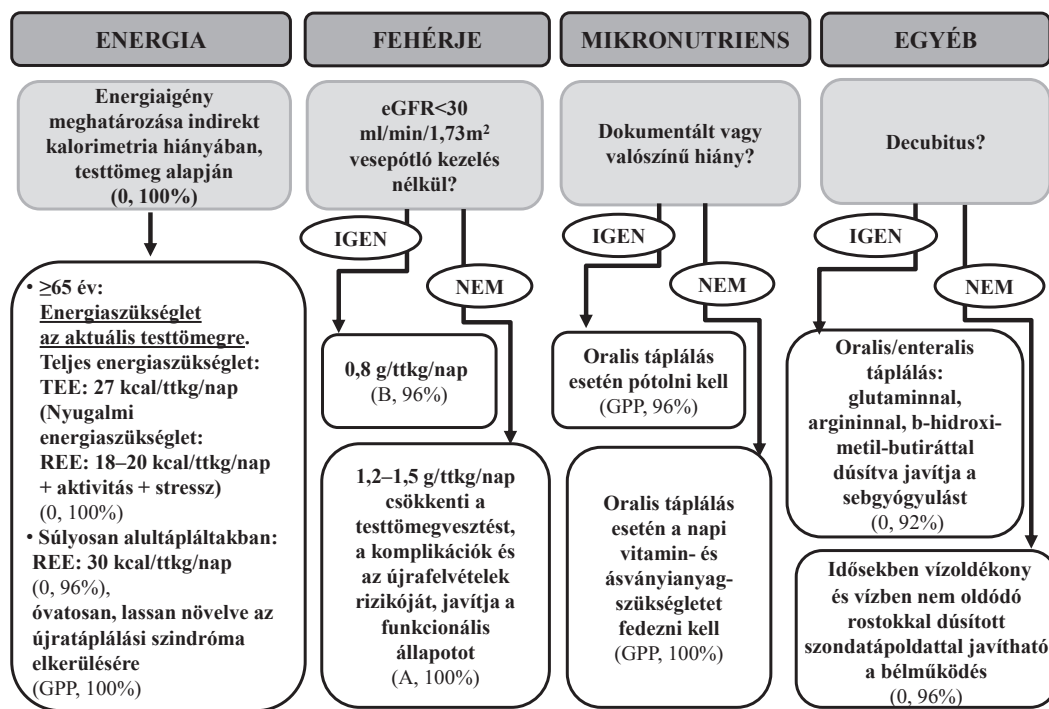 ENERGIA
Energiaigény
meghatározása indirekt
kalorimetria hiányában,
testtömeg alapján
(0, 100%)
• ≥65 év:
Energiaszükséglet
az aktuális testtömegre.
Teljes energiaszükséglet:
TEE: 27 kcal/ttkg/nap
(Nyugalmi
energiaszükséglet:
REE: 18–20 kcal/ttkg/nap
+ aktivitás + stressz)
(0, 100%)
• Súlyosan alultápláltakban:
REE: 30 kcal/ttkg/nap
(0, 96%),
óvatosan, lassan növelve az
újratáplálási szindróma
elkerülésére
(GPP, 100%)
FEHÉRJE
eGFR<30
ml/min/1,73m²
vesepótló kezelés
nélkül?
IGEN
NEM
0,8 g/ttkg/nap
(B, 96%)
1,2–1,5 g/ttkg/nap
csökkenti a
testtömegvesztést,
a komplikációk és
az újrafelvételek
rizikóját, javítja a
funkcionális
állapotot
(A, 100%)
MIKRONUTRIENS
Dokumentált vagy
valószínű hiány?
IGEN
NEM
Oralis táplálás
esetén pótolni kell
(GPP, 96%)
Oralis táplálás
esetén a napi
vitamin- és
ásványianyag-
szükségletet
fedezni kell
(GPP, 100%)
EGYÉB
Decubitus?
IGEN
NEM
Oralis/enteralis
táplálás:
glutaminnal,
argininnal, b-hidroxi-
metil-butiráttal
dúsítva javítja a
sebgyógyulást
(0, 92%)
Idősekben vízoldékony
és vízben nem oldódó
rostokkal dúsított
szondatápoldattal javítható
a bélműködés
(0, 96%)